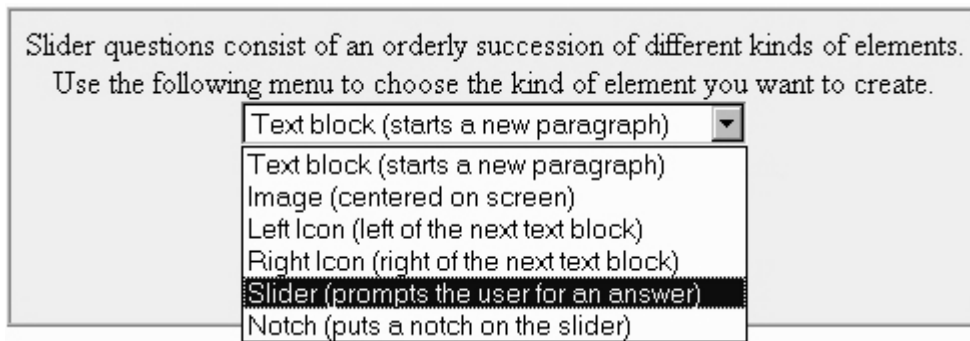 Slider questions consist of an orderly succession of different kinds of elements.
Use the following menu to choose the kind of element you want to create.
Text block (starts a new paragraph)
Text block (starts a new paragraph)
Image (centered on screen)
Left Icon (left of the next text block)
Right Icon (right of the next text block)
Slider (prompts the user for an answer)
Notch (puts a notch on the slider)